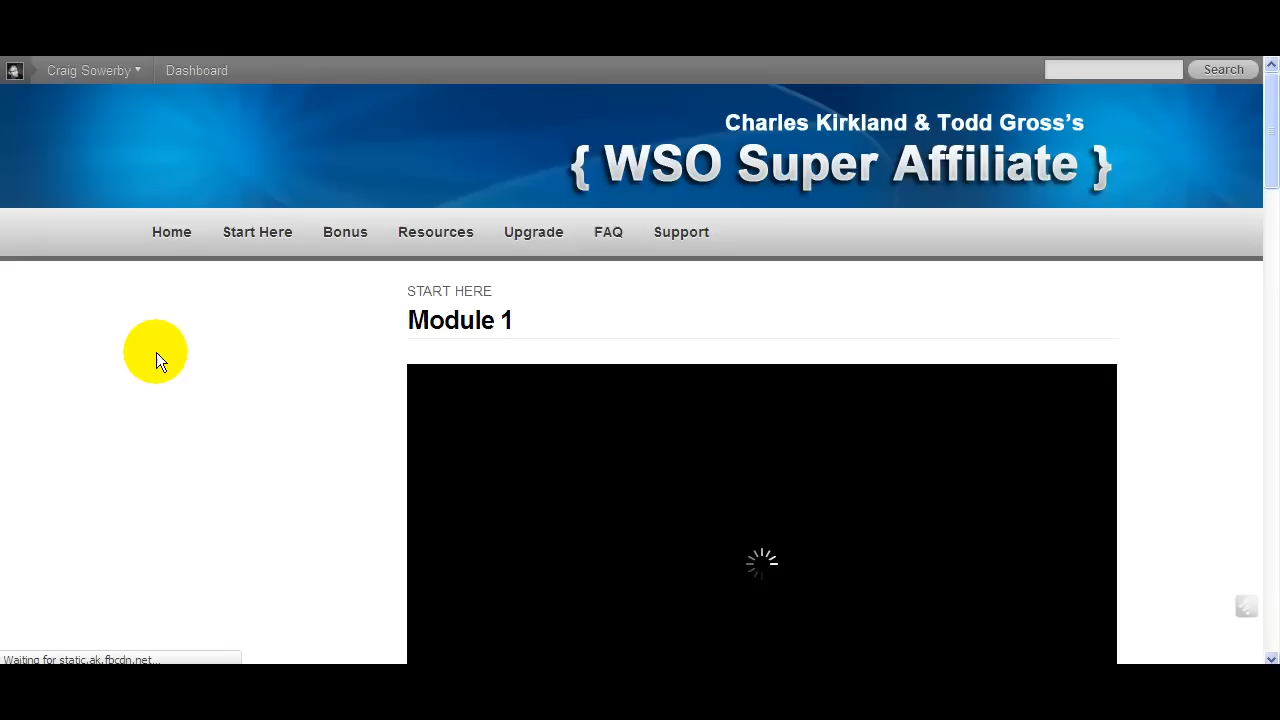 Craig Sowerby Dashboard Search
Charles Kirkland & Todd Gross's
{ WSO Super Affiliate }
Home Start Here Bonus Resources Upgrade FAQ Support
START HERE
Module 1
Waiting for static.ak.fbcdn.net...